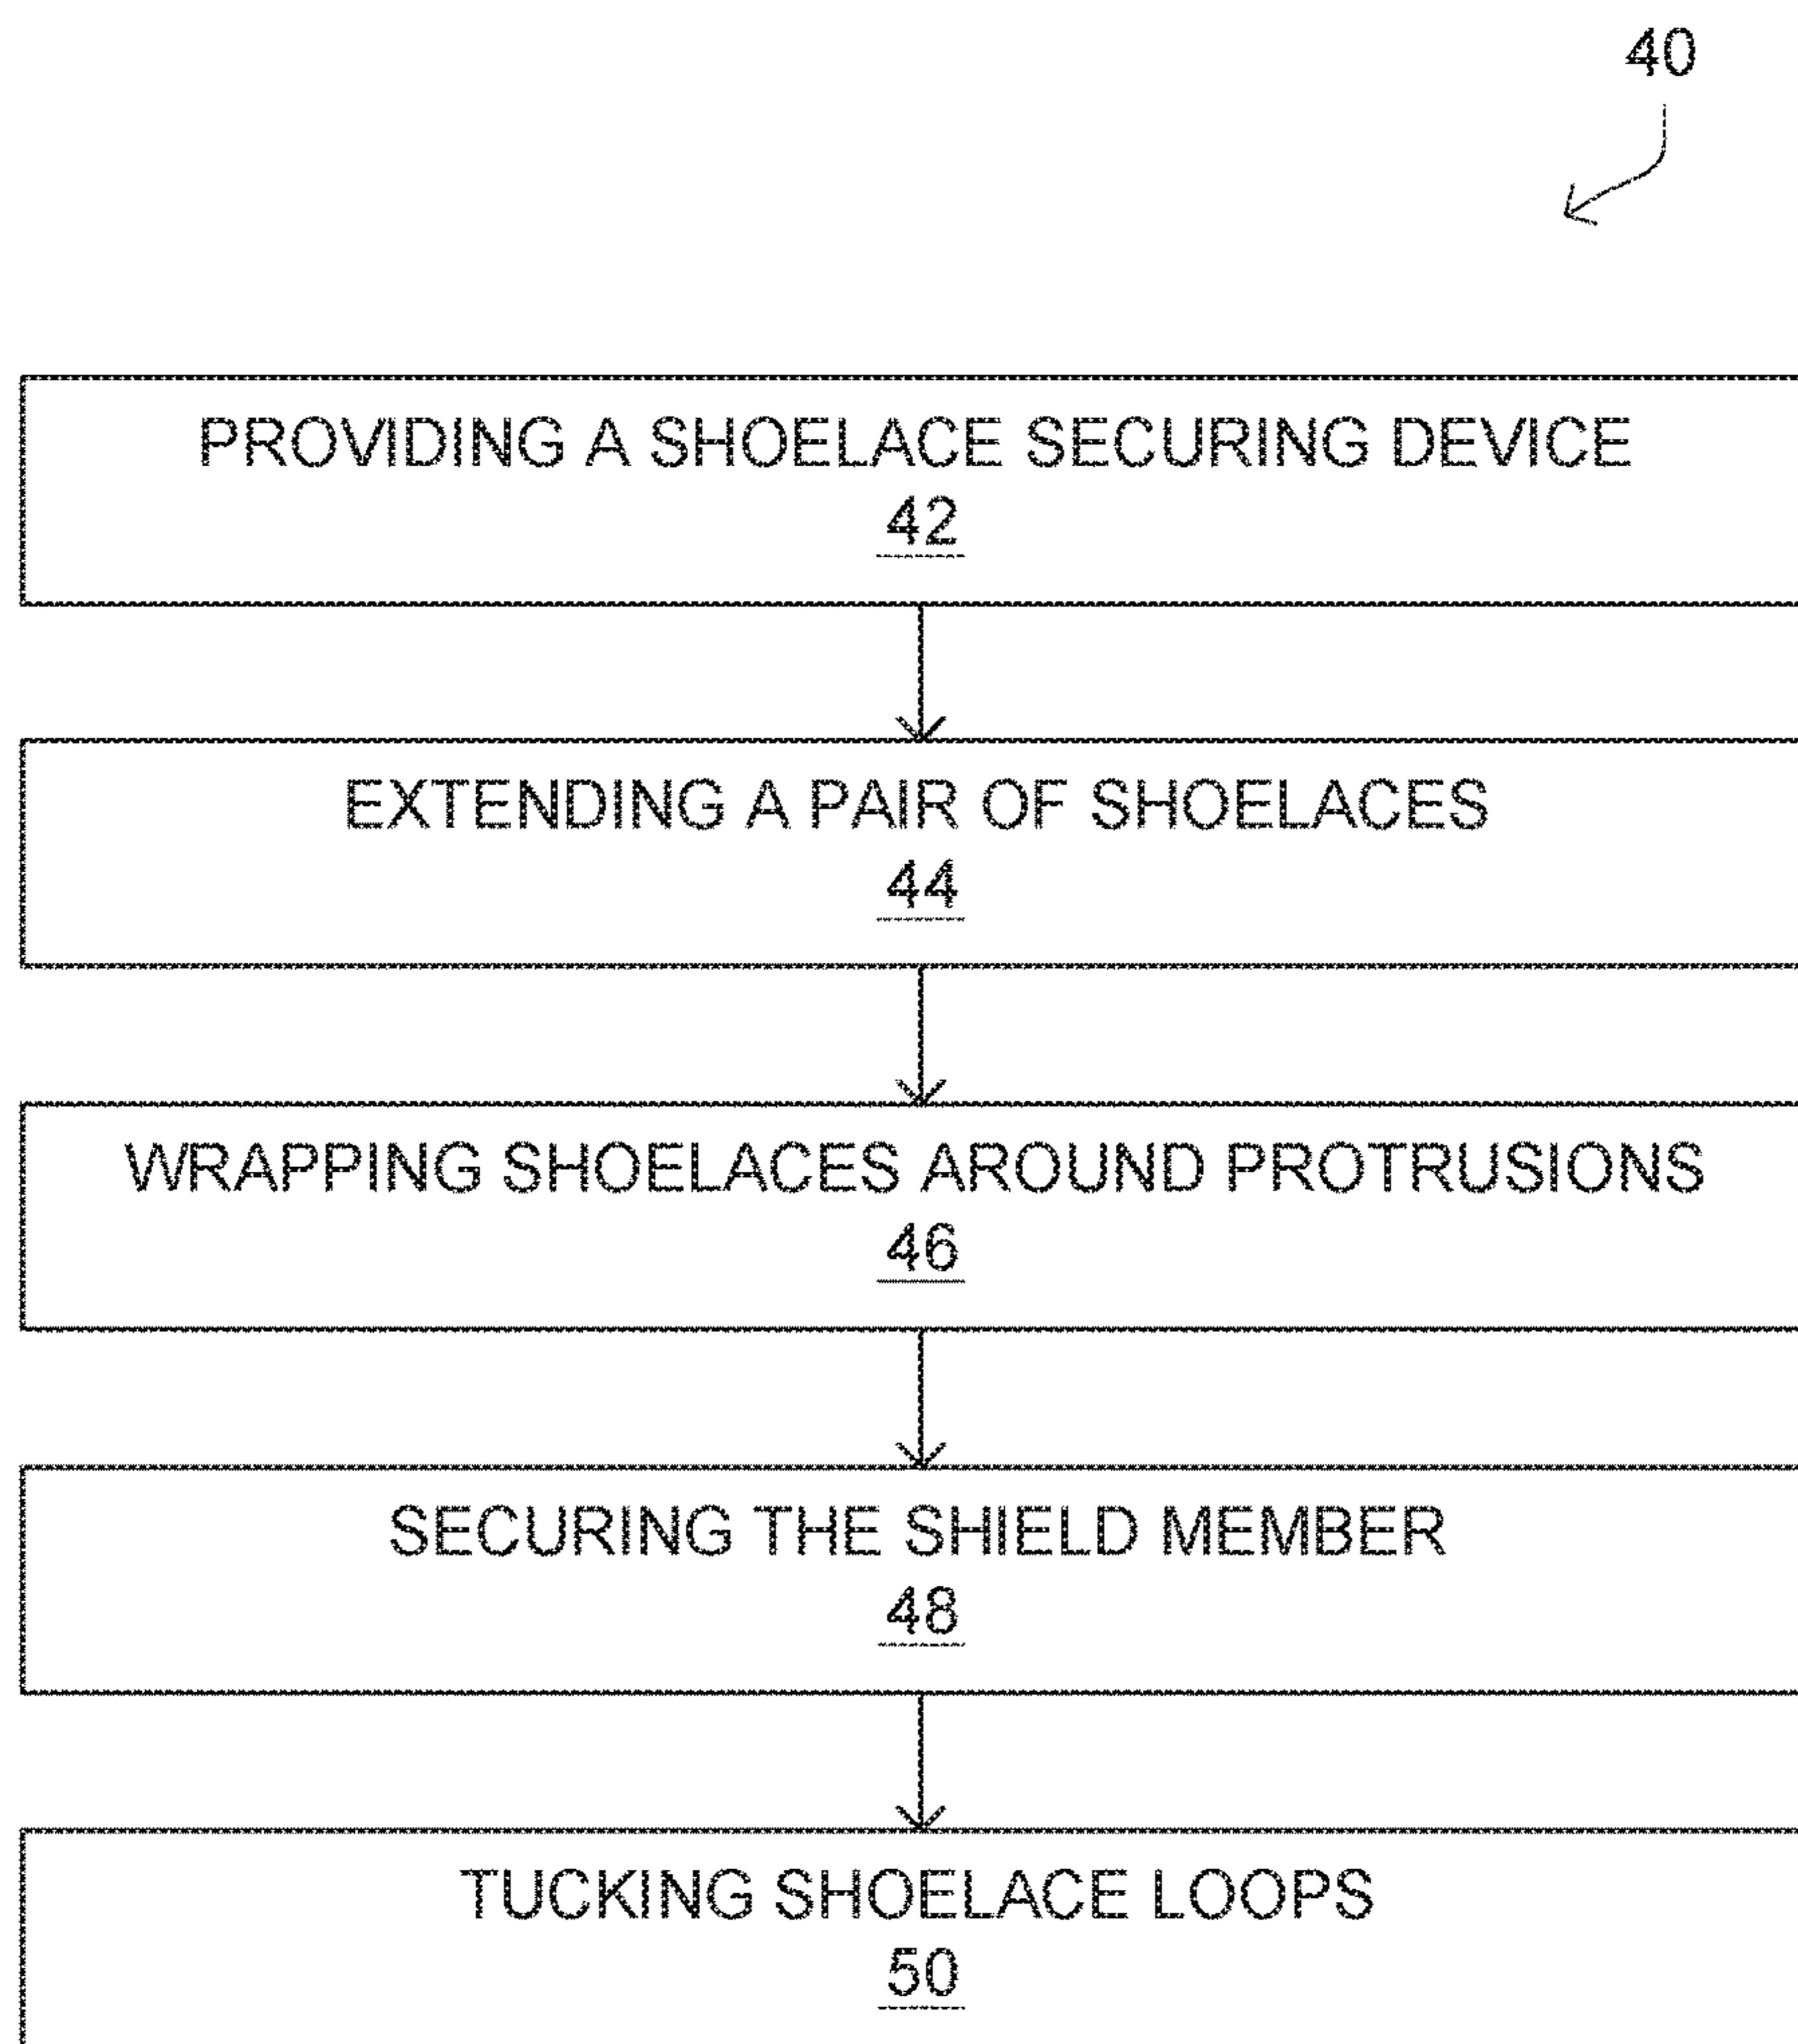 40
PROVIDING A SHOELACE SECURING DEVICE
42
EXTENDING A PAIR OF SHOELACES
44
WRAPPING SHOELACES AROUND PROTRUSIONS
46
SECURING THE SHIELD MEMBER
48
TUCKING SHOELACE LOOPS
50